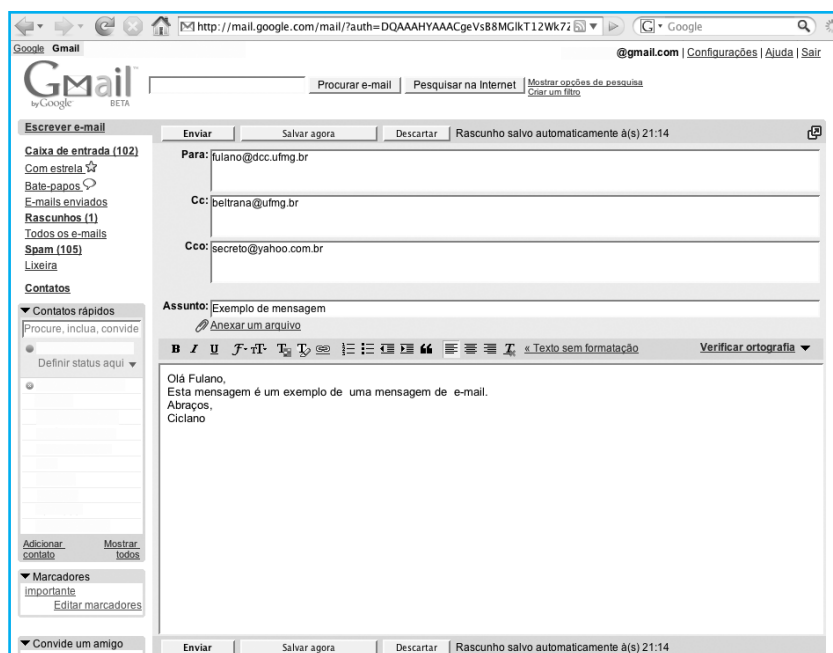 http://mail.google.com/mail/?auth=DQAAAHYAAACgeVsB8MGlkT12Wk7z
G Google
Google Gmail
@gmail.com | Configurações | Ajuda | Sair
GMail
by Google BETA
Procurar e-mail Pesquisar na Internet Mostrar opções de pesquisa
Criar um filtro
Escrever e-mail
Caixa de entrada (102)
Com estrela
Bate-papos
E-mails enviados
Rascunhos (1)
Todos os e-mails
Spam (105)
Lixeira
Contatos
Contatos rápidos
Procure, inclua, convide
Definir status aqui
Adicionar contato
Mostrar todos
Marcadores
importante
Editar marcadores
Convide um amigo
Enviar Salvar agora Descartar Rascunho salvo automaticamente à(s) 21:14
Para: fulano@dcc.ufmg.br
Cc: beltrana@ufmg.br
Cco: secreto@yahoo.com.br
Assunto: Exemplo de mensagem
Anexar um arquivo
B I U « Texto sem formatação Verificar ortografia
Olá Fulano,
Esta mensagem é um exemplo de uma mensagem de e-mail.
Abraços,
Ciclano
Enviar Salvar agora Descartar Rascunho salvo automaticamente à(s) 21:14